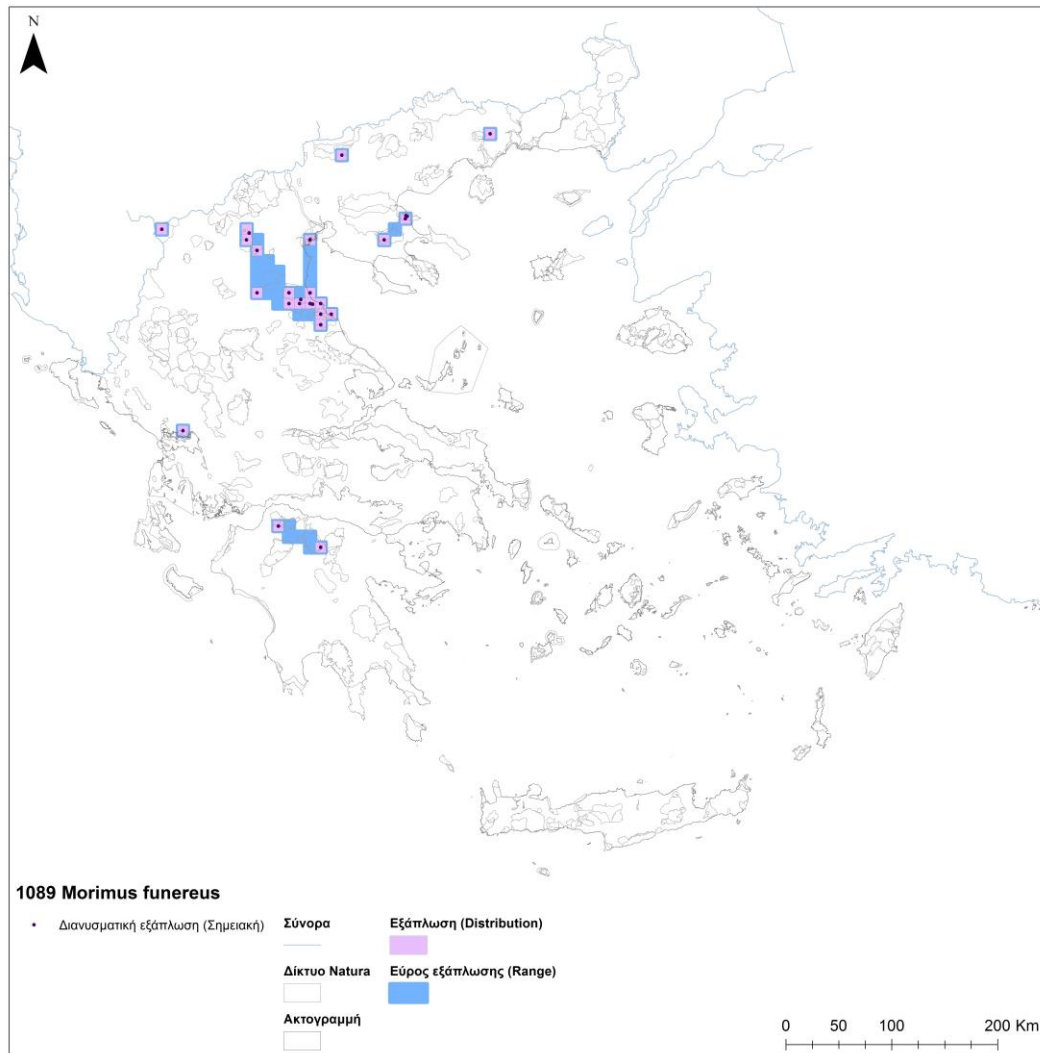 N
1089 Morimus funereus
Διανυσματική εξάπλωση (Σημειακή)
Σύνορα
Δίκτυο Natura
Ακτογραμμή
Εξάπλωση (Distribution)
Εύρος εξάπλωσης (Range)
0 50 100 200 Km